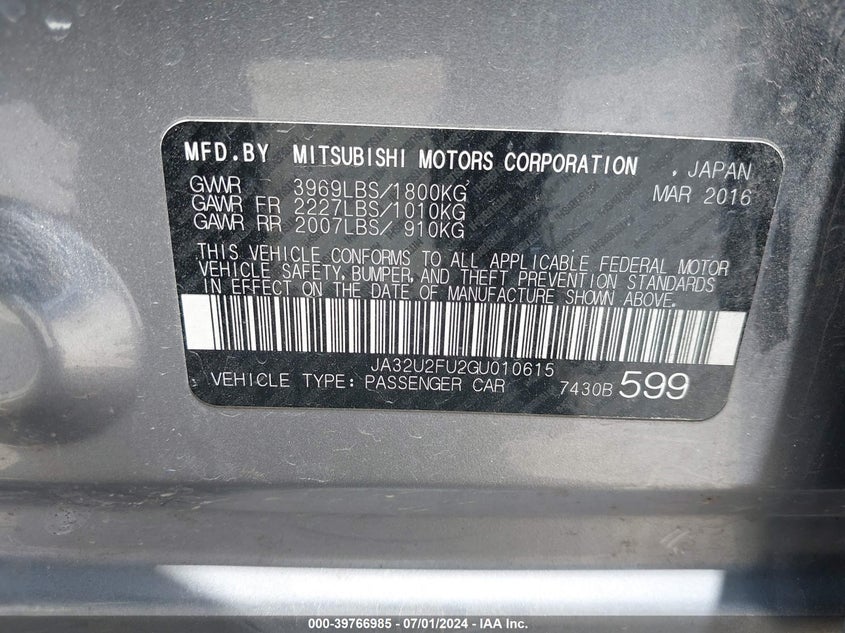 MFD.BY MITSUBISHI MOTORS CORPORATION , JAPAN
GVWR 3969LBS/1800KG MAR 2016
GAWR FR 2227LBS/1010KG
GAWR RR 2007LBS/ 910KG
THIS VEHICLE CONFORMS TO ALL APPLICABLE FEDERAL MOTOR
VEHICLE SAFETY, BUMPER, AND THEFT PREVENTION STANDARDS
IN EFFECT ON THE DATE OF MANUFACTURE SHOWN ABOVE.
JA32U2FU2GU010615
VEHICLE TYPE: PASSENGER CAR 7430B 599
000-39766985 / 07/01/2024 - IAA Inc.